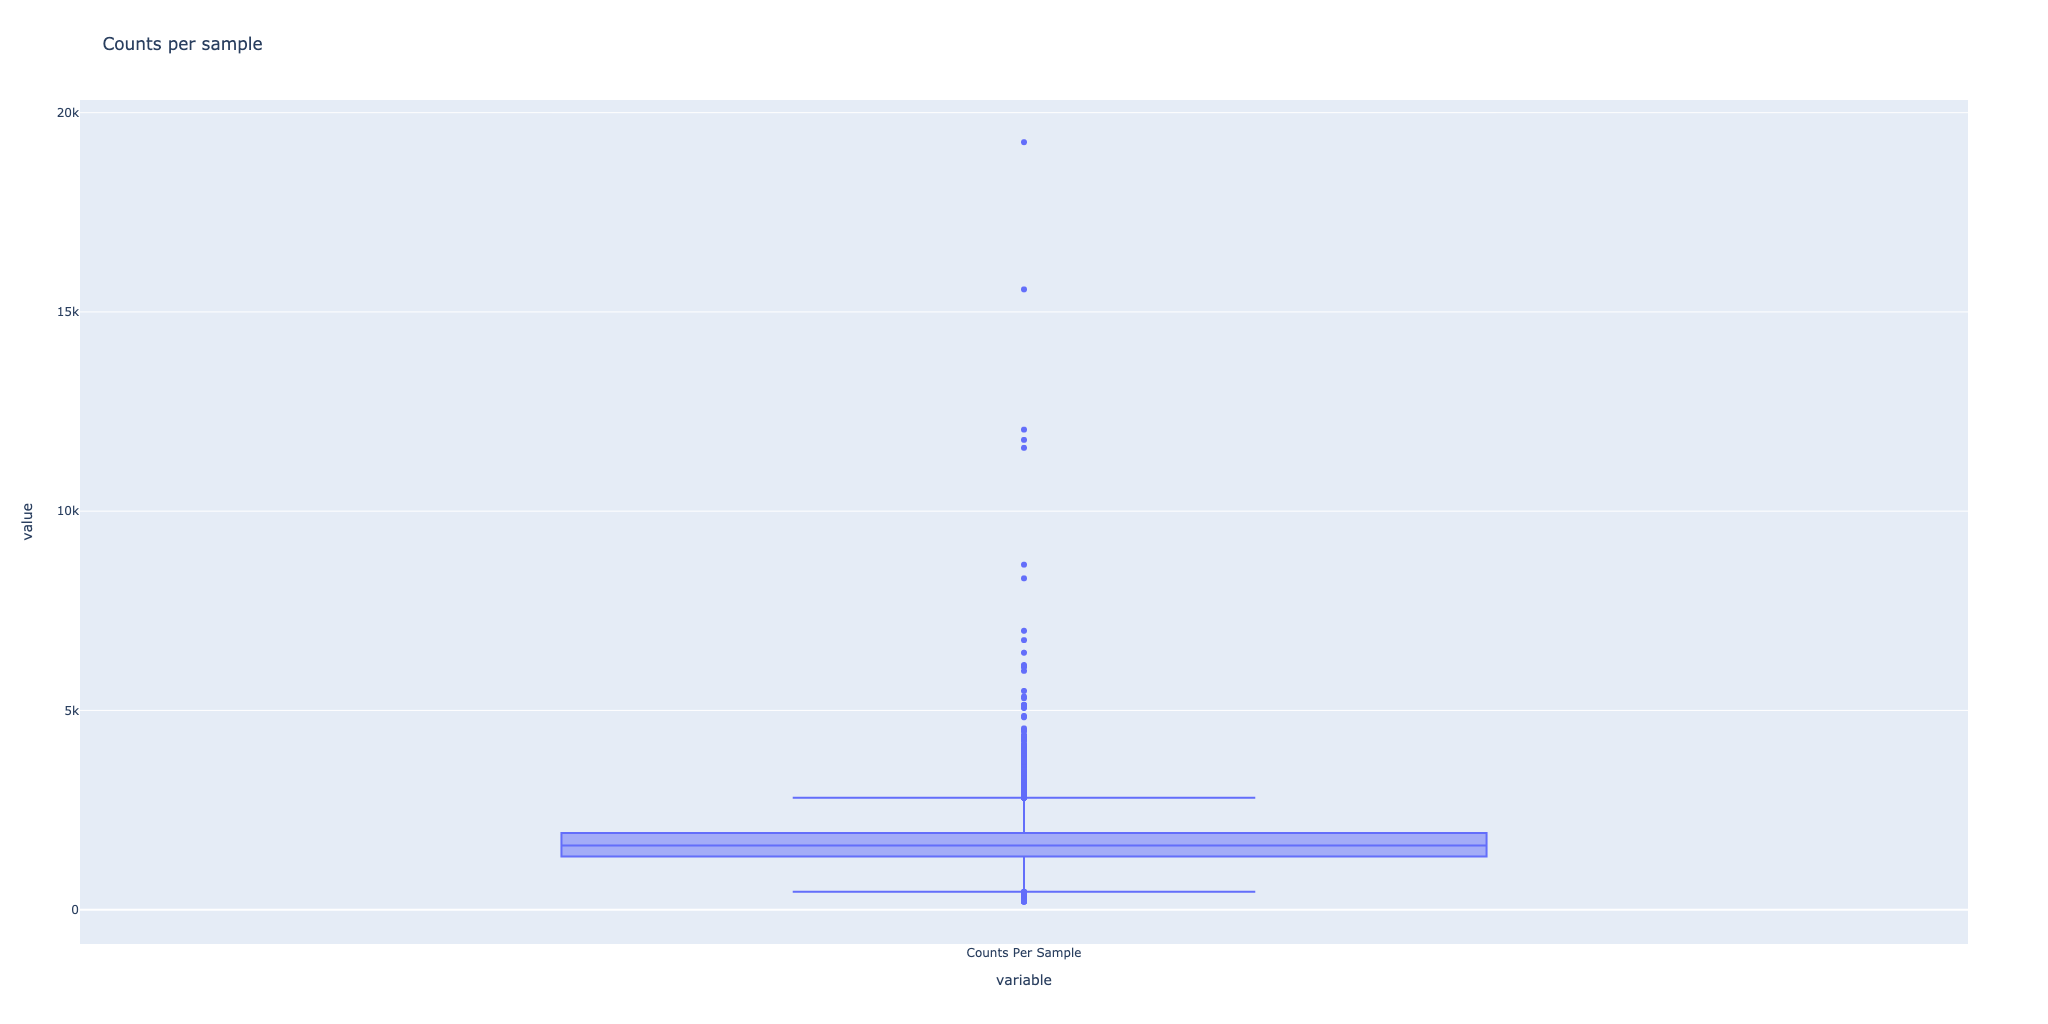 Counts per sample
20k
15k
10k
5k
0
value
Counts Per Sample
variable